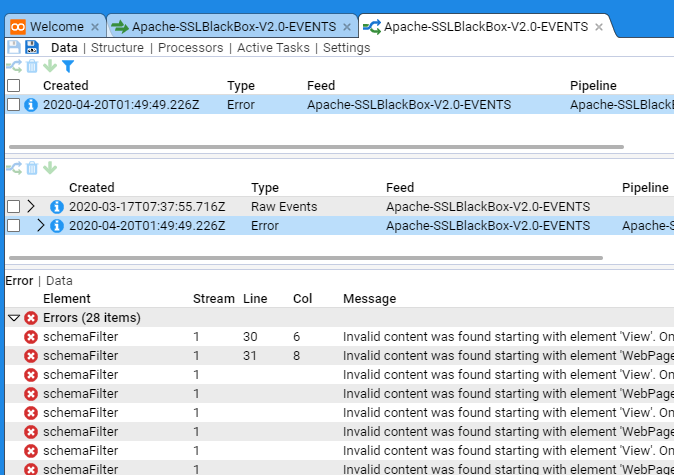 Welcome × Apache-SSLBlackBox-V2.0-EVENTS × Apache-SSLBlackBox-V2.0-EVENTS ×
Data | Structure | Processors | Active Tasks | Settings
Created Type Feed Pipeline
2020-04-20T01:49:49.226Z Error Apache-SSLBlackBox-V2.0-EVENTS Apache-SSLBlack
Created Type Feed Pipeline
2020-03-17T07:37:55.716Z Raw Events Apache-SSLBlackBox-V2.0-EVENTS
2020-04-20T01:49:49.226Z Error Apache-SSLBlackBox-V2.0-EVENTS Apache-S
Error | Data
Element Stream Line Col Message
Errors (28 items)
schemaFilter 1 30 6 Invalid content was found starting with element 'View'. On
schemaFilter 1 31 8 Invalid content was found starting with element 'WebPage
schemaFilter 1 Invalid content was found starting with element 'View'. On
schemaFilter 1 Invalid content was found starting with element 'WebPage
schemaFilter 1 Invalid content was found starting with element 'View'. On
schemaFilter 1 Invalid content was found starting with element 'WebPage
schemaFilter 1 Invalid content was found starting with element 'View'. On
schemaFilter 1 Invalid content was found starting with element 'WebPage